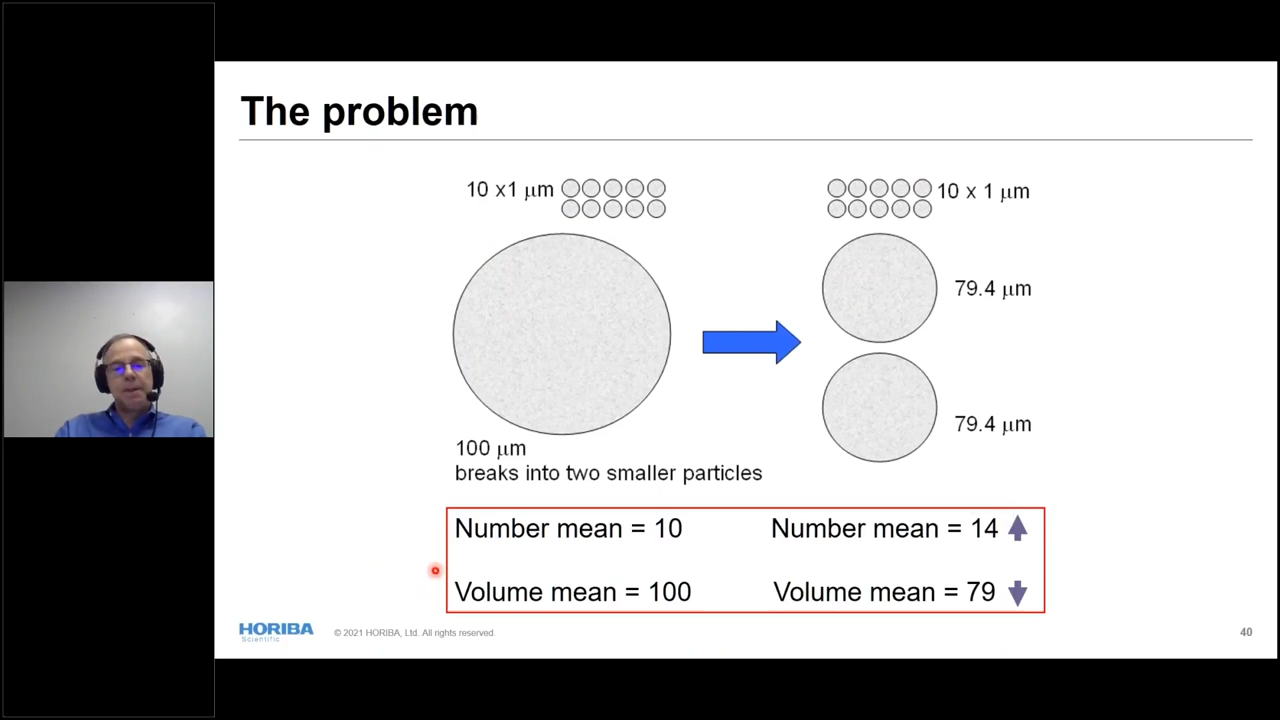 The problem
10 x1 μm
10 x 1 μm
79.4 μm
79.4 μm
100 μm
breaks into two smaller particles
Number mean = 10
Number mean = 14
Volume mean = 100
Volume mean = 79
HORIBA
Scientific
© 2021 HORIBA, Ltd. All rights reserved.
40